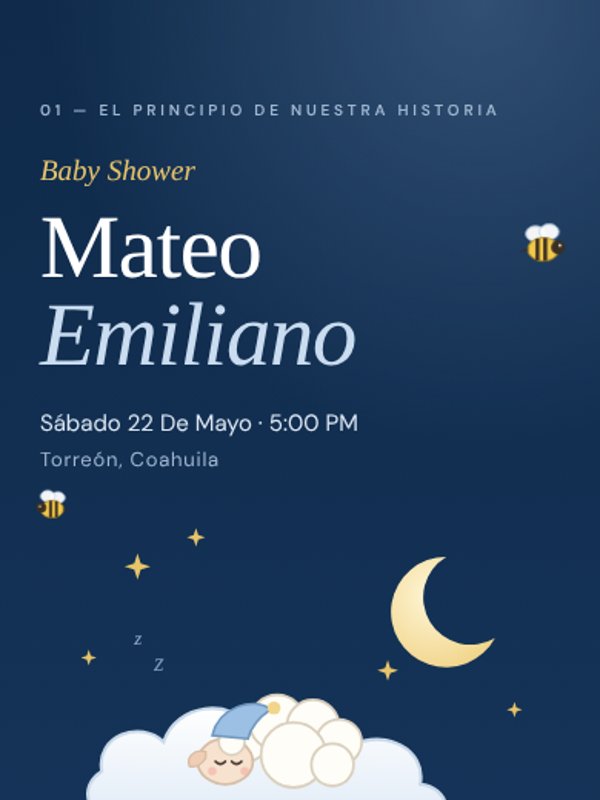 01 — EL PRINCIPIO DE NUESTRA HISTORIA
Baby Shower
Mateo
Emiliano
Sábado 22 De Mayo · 5:00 PM
Torreón, Coahuila
z
z